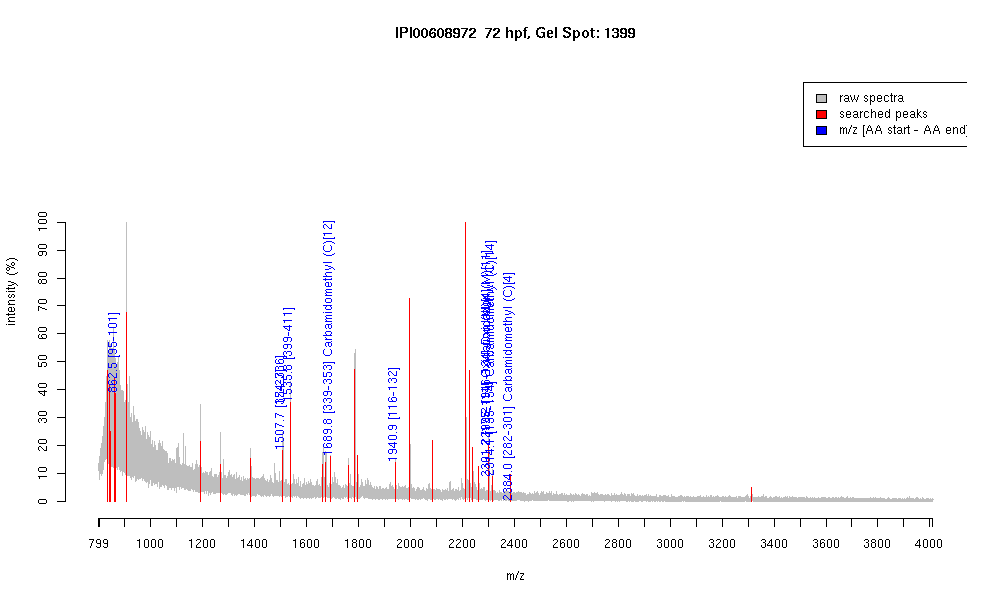 IPI00608972 72 hpf, Gel Spot: 1399
raw spectra
searched peaks
m/z [AA start - AA end]
intensity (%)
100
90
80
70
60
50
40
30
20
10
0
862.5 [95-101]
1507.7
1535.6 [399-411]
1689.8 [339-353] Carbamidomethyl (C)[12]
1940.9 [116-132]
Carbamidomethyl (C)[14]
2384.0 [282-301] Carbamidomethyl (C)[4]
799 1000 1200 1400 1600 1800 2000 2200 2400 2600 2800 3000 3200 3400 3600 3800 4000
m/z